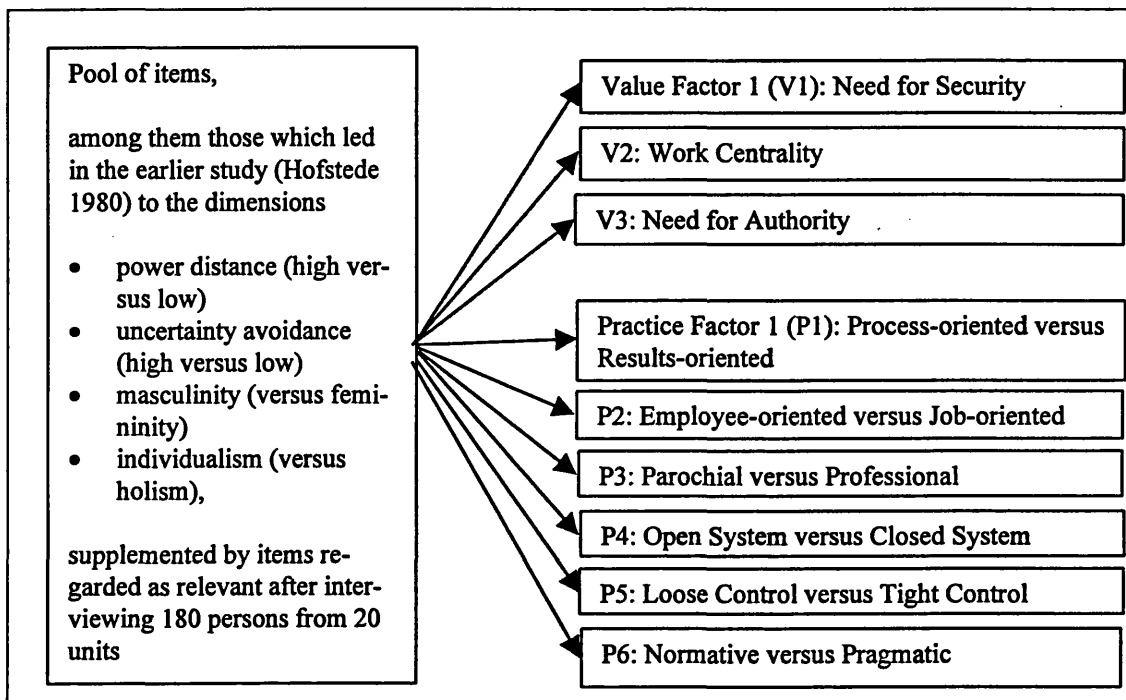 Pool of items,
among them those which led
in the earlier study (Hofstede
1980) to the dimensions
• power distance (high ver-
sus low)
• uncertainty avoidance
(high versus low)
• masculinity (versus femi-
ninity)
• individualism (versus
holism),
supplemented by items re-
garded as relevant after inter-
viewing 180 persons from 20
units
Value Factor 1 (V1): Need for Security
V2: Work Centrality
V3: Need for Authority
Practice Factor 1 (P1): Process-oriented versus
Results-oriented
P2: Employee-oriented versus Job-oriented
P3: Parochial versus Professional
P4: Open System versus Closed System
P5: Loose Control versus Tight Control
P6: Normative versus Pragmatic